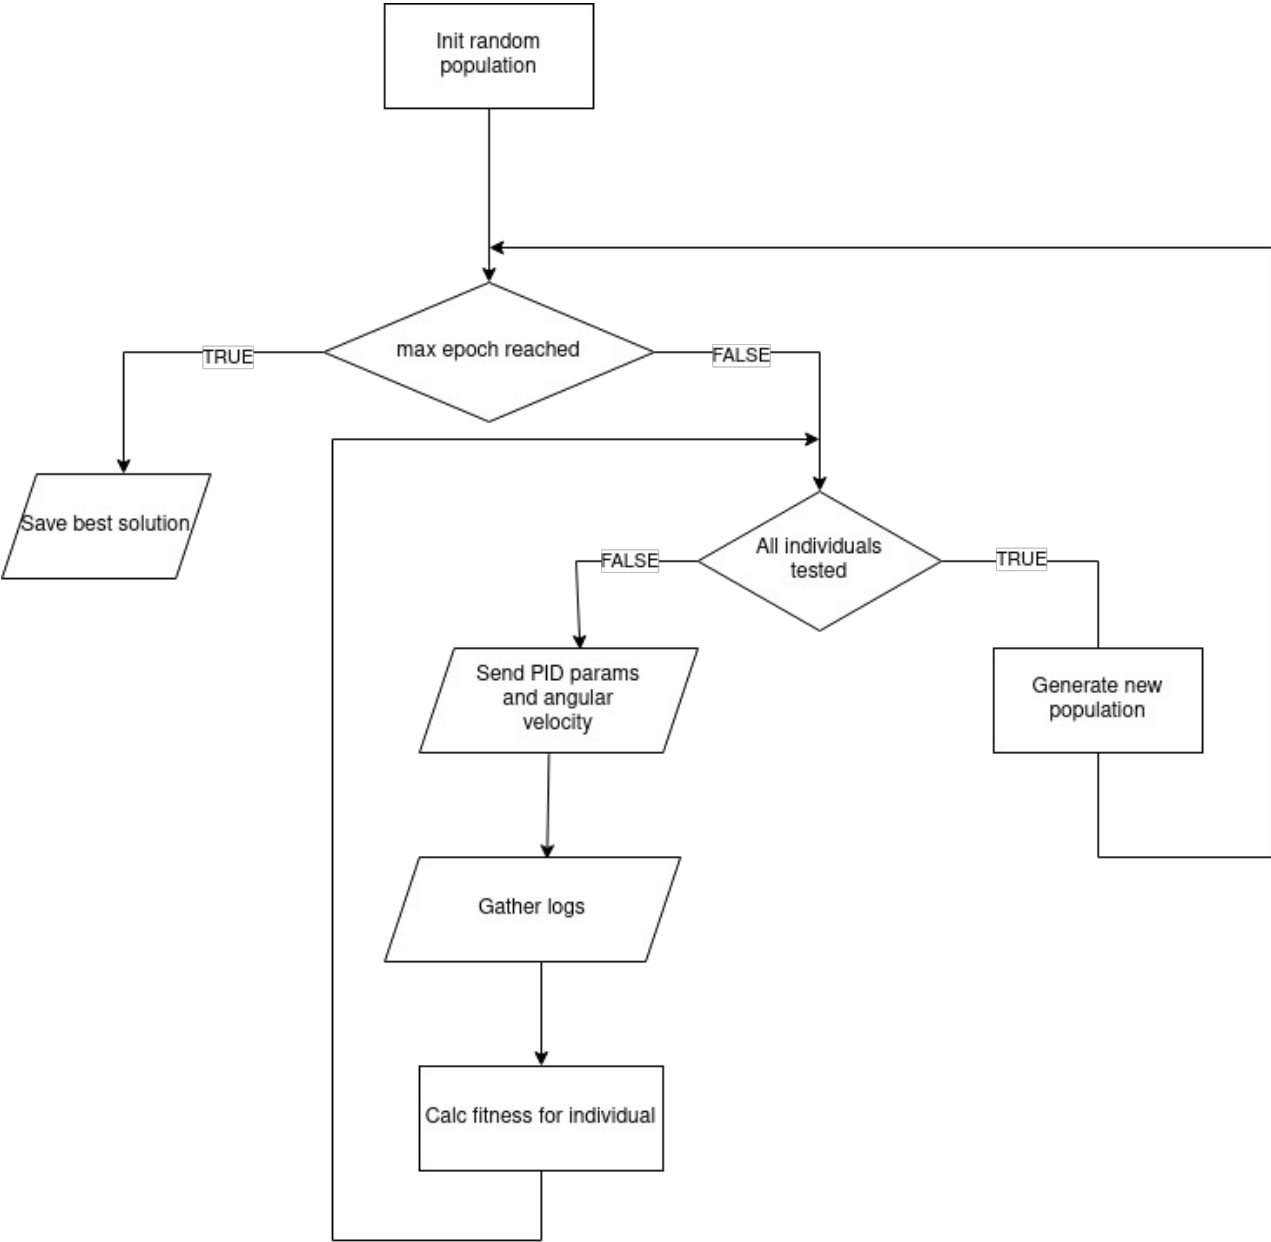 Init random
population
max epoch reached
TRUE
FALSE
Save best solution
All individuals
tested
FALSE
TRUE
Send PID params
and angular
velocity
Generate new
population
Gather logs
Calc fitness for individual